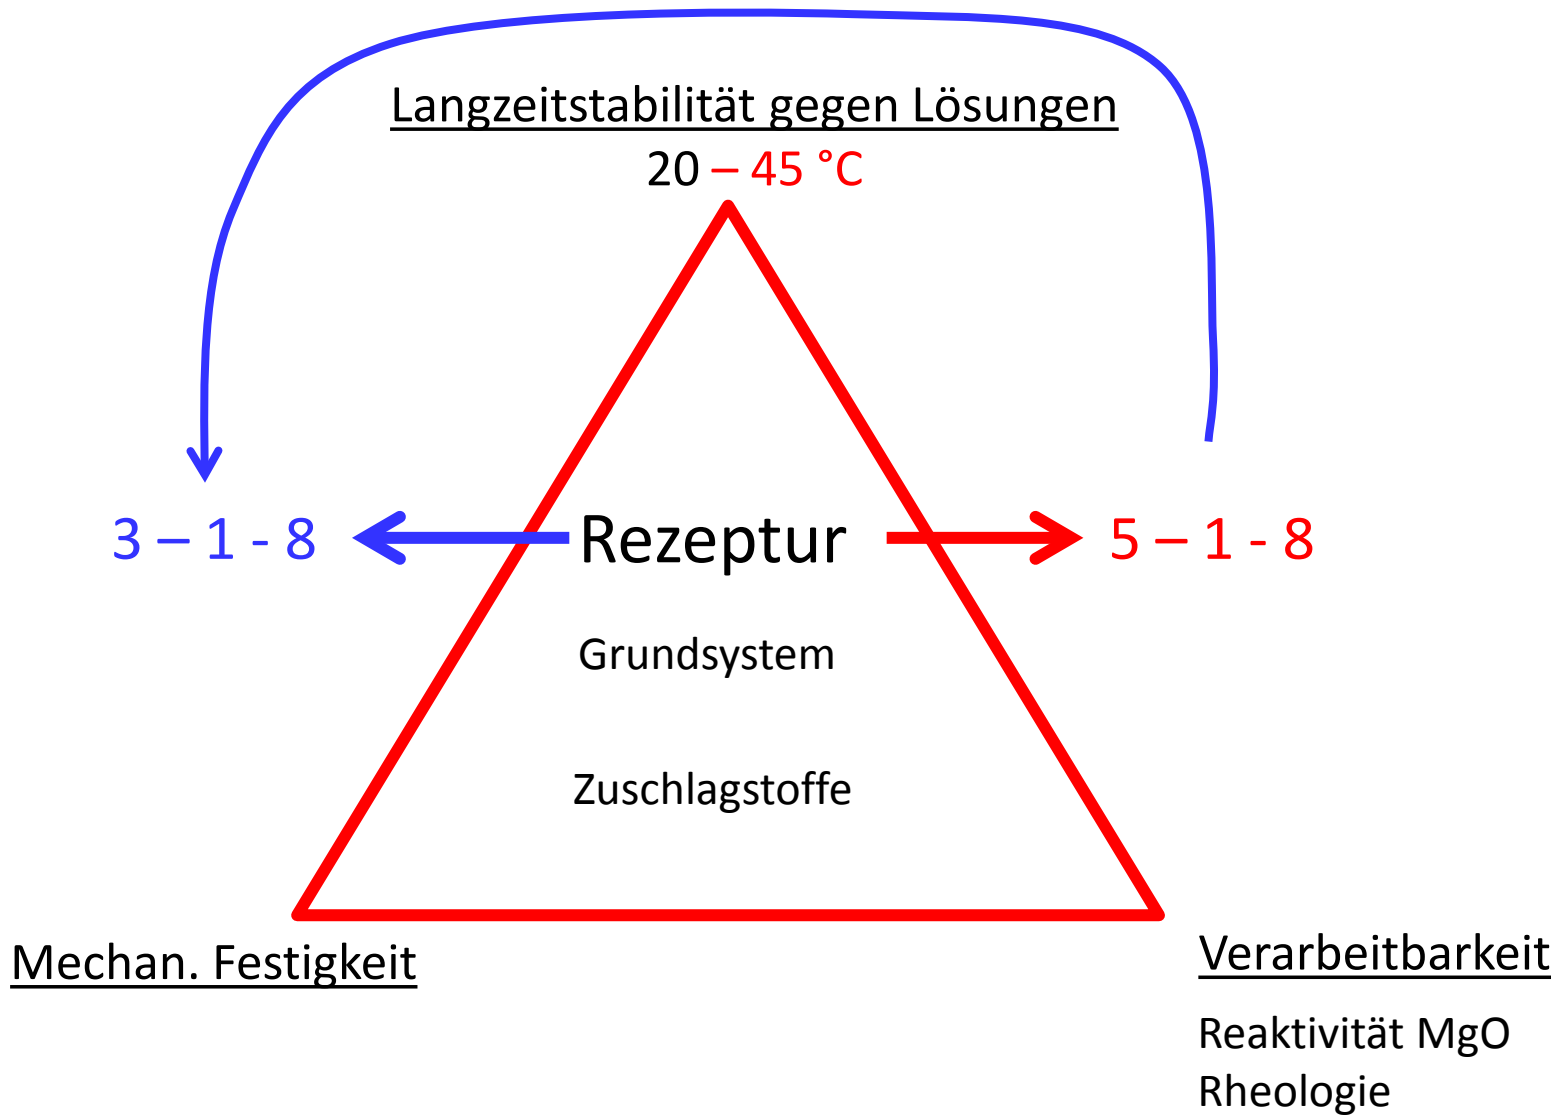 Langzeitstabilität gegen Lösungen
20 – 45 °C
3 – 1 - 8
Rezeptur
5 – 1 - 8
Grundsystem
Zuschlagstoffe
Mechan. Festigkeit
Verarbeitbarkeit
Reaktivität MgO
Rheologie